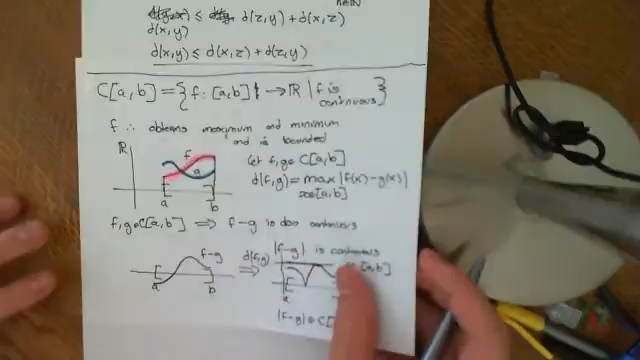 ≤ d(z,y) + d(x,z)
d(x,y)
d(x,y) ≤ d(x,z) + d(z,y)
C[a,b] = { f: [a,b] → ℝ | f is continuous }
f ∴ obtains maximum and minimum
and is bounded
ℝ
f
g
a
b
let f,g ∈ C[a,b]
d(f,g) = max |f(x) - g(x)|
x∈[a,b]
f,g ∈ C[a,b] ⟹ f-g is also continuous
f-g
a
b
⟹
d(f,g)
|f-g| is continuous
[a,b]
a
|f-g| ∈ C[